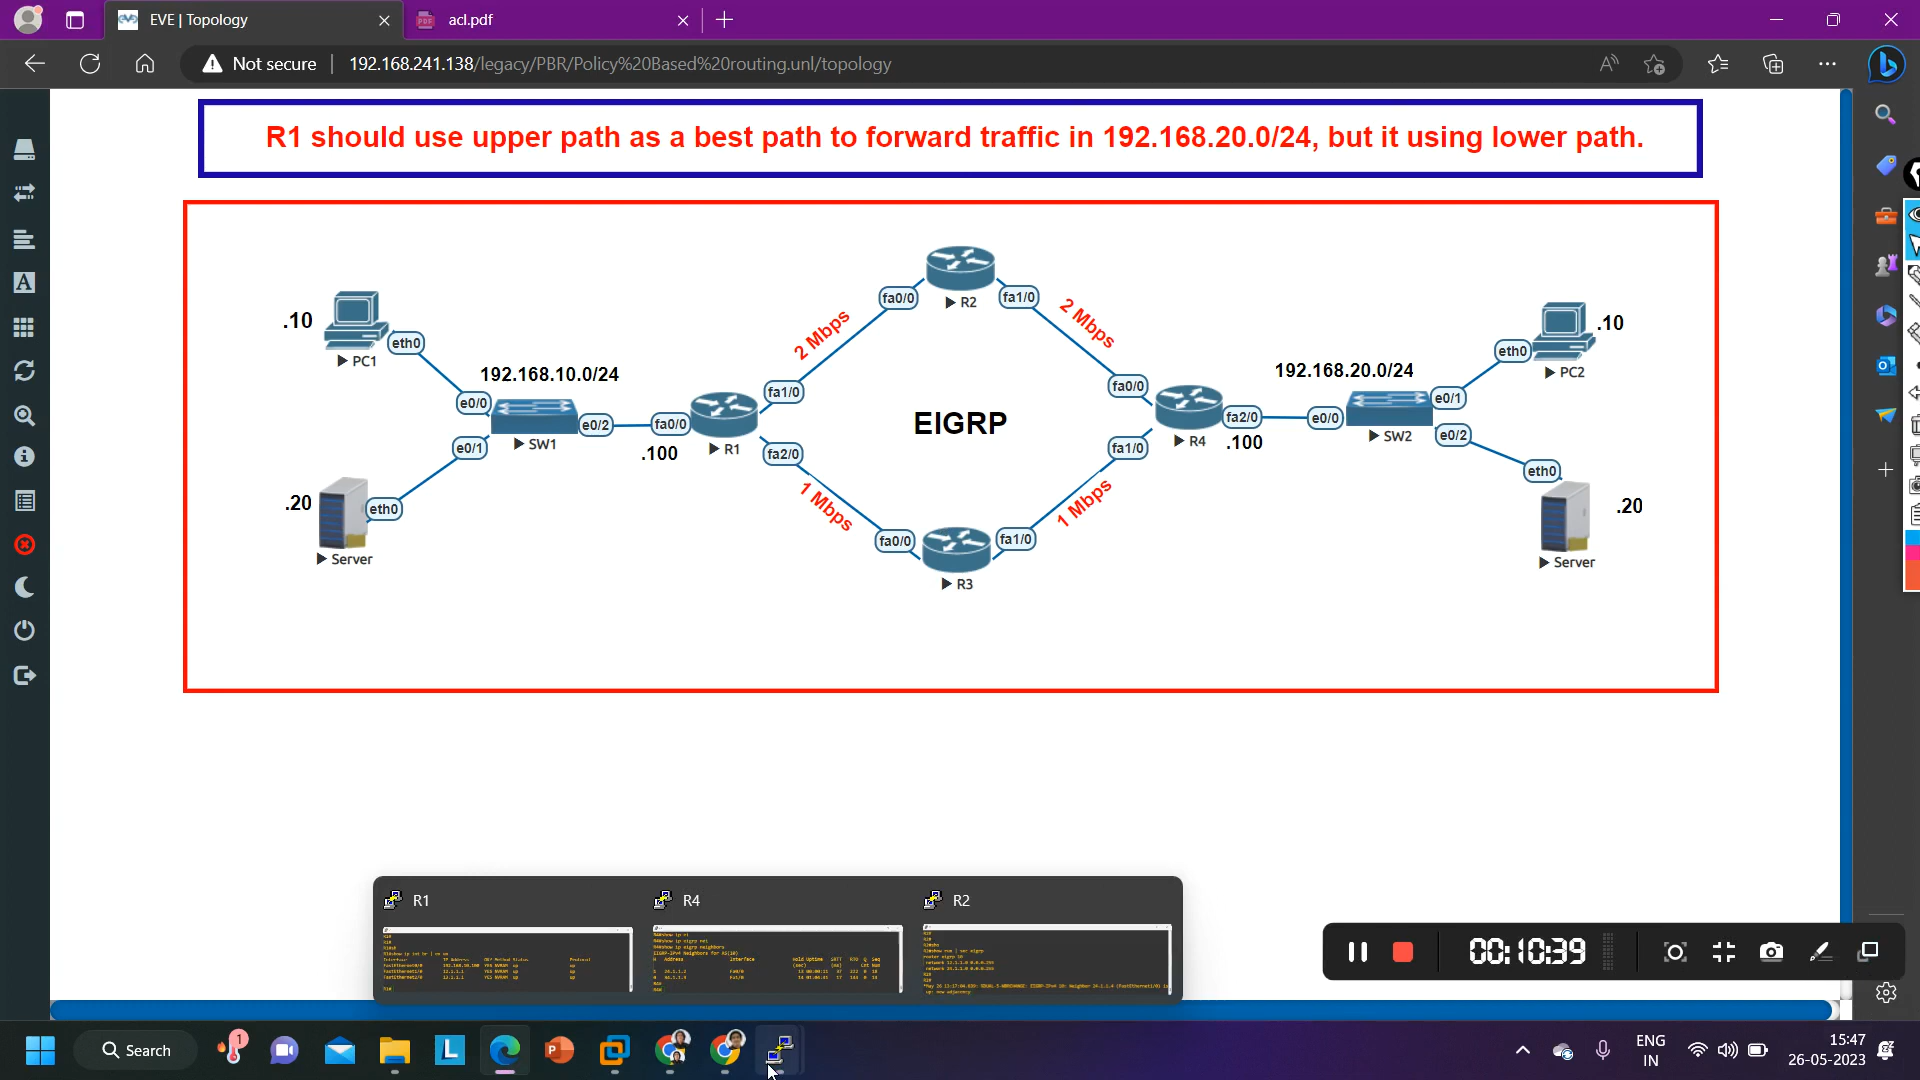 EVE | Topology
acl.pdf
Not secure
192.168.241.138/legacy/PBR/Policy%20Based%20routing.unl/topology
R1 should use upper path as a best path to forward traffic in 192.168.20.0/24, but it using lower path.
R2
fa0/0
fa1/0
2 Mbps
2 Mbps
.10
eth0
PC1
.10
eth0
PC2
192.168.10.0/24
192.168.20.0/24
fa1/0
fa0/0
e0/0
e0/1
EIGRP
e0/2
fa0/0
R1
.100
SW1
e0/1
fa2/0
R4
fa2/0
.100
e0/0
SW2
e0/2
fa1/0
eth0
1 Mbps
1 Mbps
.20
eth0
Server
.20
Server
fa0/0
fa1/0
R3
R1
R4
R2
00:10:39
Search
1
ENG
IN
15:47
26-05-2023